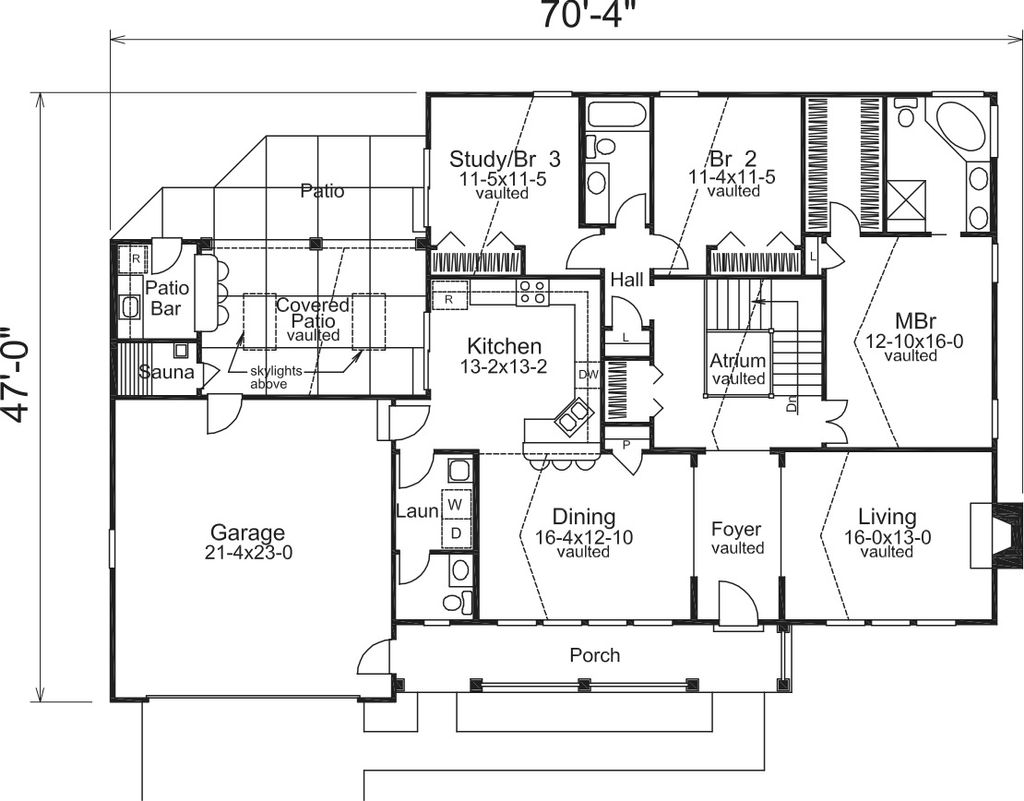 70'-4"
47'-0"
Study/Br 3
11-5x11-5
vaulted
Br 2
11-4x11-5
vaulted
Patio
R
Patio
Bar
Covered
Patio
vaulted
skylights
above
Sauna
R
Kitchen
13-2x13-2
DW
Hall
L
L
P
Atrium
vaulted
Dn
MBr
12-10x16-0
vaulted
Garage
21-4x23-0
Laun
W
D
Dining
16-4x12-10
vaulted
Foyer
vaulted
Living
16-0x13-0
vaulted
Porch